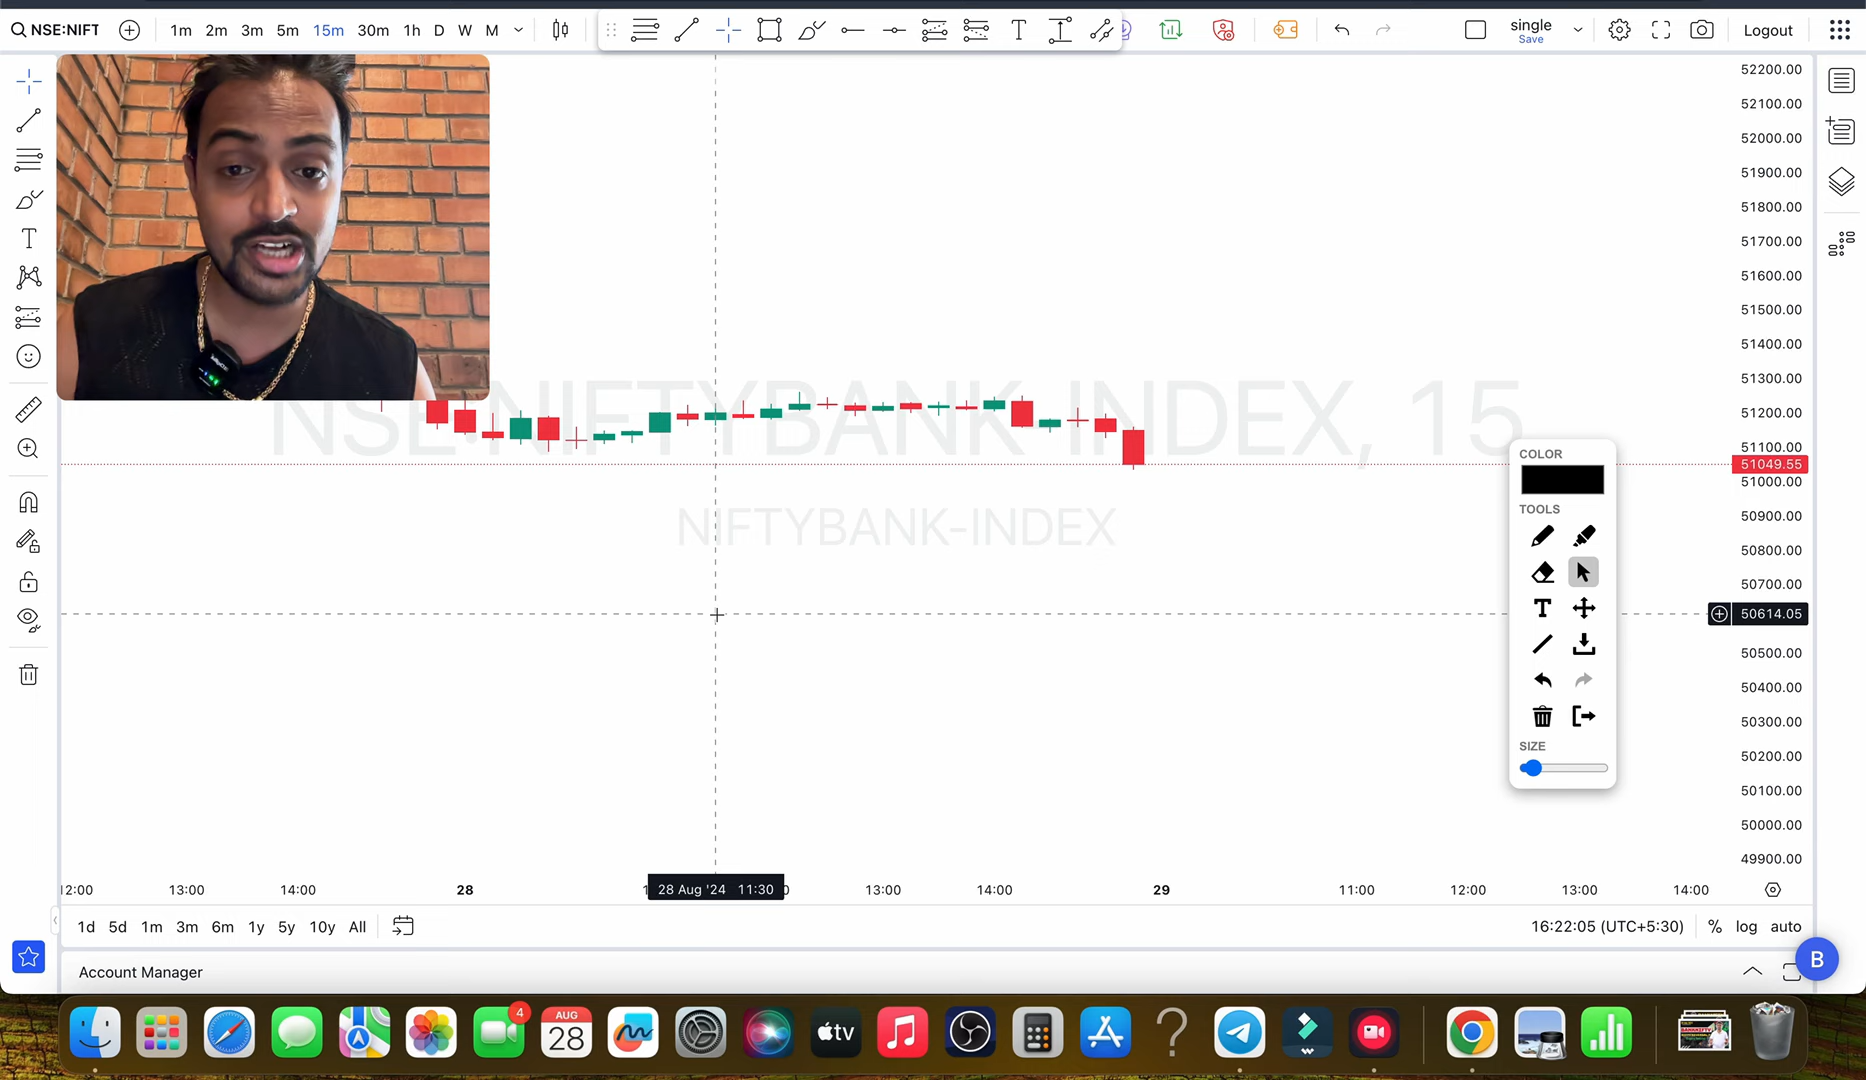 NSE:NIFT
1m 2m 3m 5m 15m 30m 1h D W M
single
Save
Logout
52200.00
52100.00
52000.00
51900.00
51800.00
51700.00
51600.00
51500.00
51400.00
51300.00
51200.00
51100.00
51049.55
51000.00
50900.00
50800.00
50700.00
50614.05
50500.00
50400.00
50300.00
50200.00
50100.00
50000.00
49900.00
NSE:NIFTYBANK-INDEX, 15
NIFTYBANK-INDEX
COLOR
TOOLS
SIZE
12:00 13:00 14:00 28 28 Aug '24 11:30 13:00 14:00 29 11:00 12:00 13:00 14:00
1d 5d 1m 3m 6m 1y 5y 10y All
16:22:05 (UTC+5:30) % log auto
Account Manager
B
4
AUG
28
tv